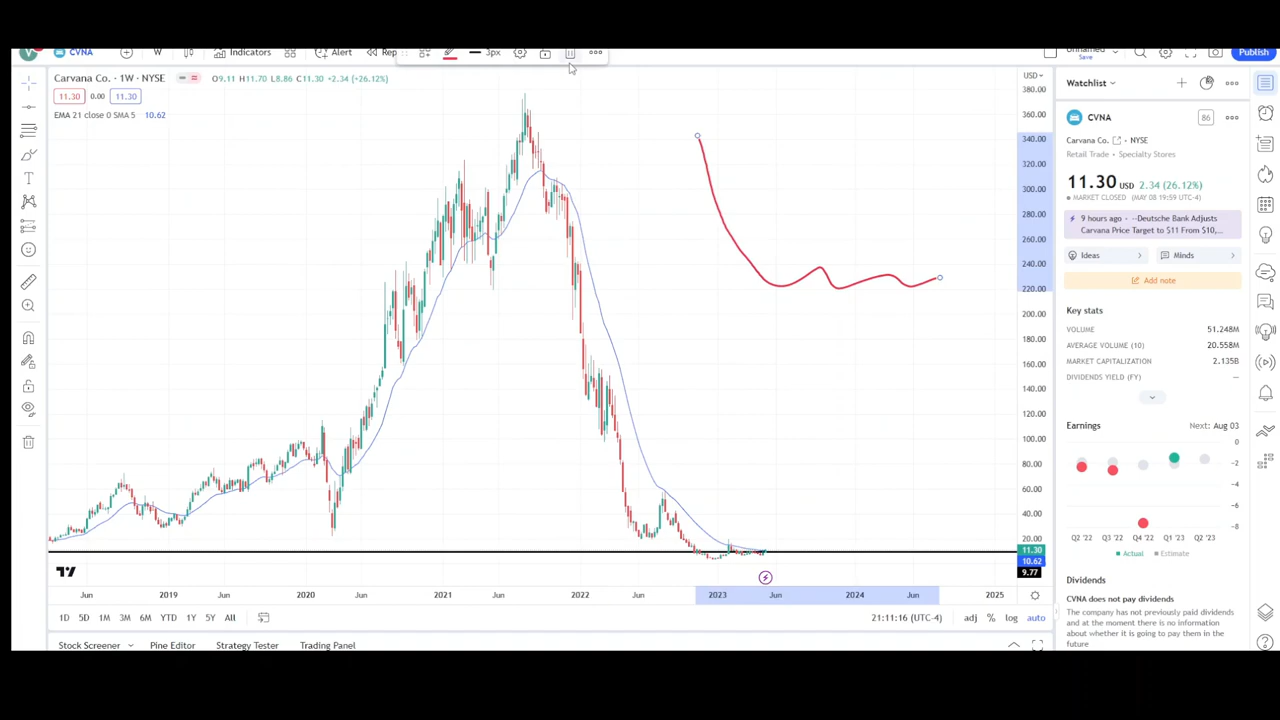 CVNA
W
Indicators
Alert
Rep
3px
Unnamed
Save
Publish
Carvana Co. · 1W · NYSE
O9.11 H11.70 L8.86 C11.30 +2.34 (+26.12%)
11.30 0.00 11.30
EMA 21 close 0 SMA 5 10.62
USD
380.00
360.00
340.00
320.00
300.00
280.00
260.00
240.00
220.00
200.00
180.00
160.00
140.00
120.00
100.00
80.00
60.00
40.00
20.00
11.30
10.62
9.77
Jun 2019 Jun 2020 Jun 2021 Jun 2022 Jun 2023 Jun 2024 Jun 2025
1D 5D 1M 3M 6M YTD 1Y 5Y All
21:11:16 (UTC-4) adj % log auto
Stock Screener Pine Editor Strategy Tester Trading Panel
Watchlist
CVNA 86
Carvana Co. · NYSE
Retail Trade · Specialty Stores
11.30 USD 2.34 (26.12%)
MARKET CLOSED (MAY 08 19:59 UTC-4)
9 hours ago · --Deutsche Bank Adjusts
Carvana Price Target to $11 From $10,...
Ideas Minds
Add note
Key stats
VOLUME 51.248M
AVERAGE VOLUME (10) 20.558M
MARKET CAPITALIZATION 2.135B
DIVIDENDS YIELD (FY) —
Earnings Next: Aug 03
0
-2
-4
-6
-8
Q2 '22 Q3 '22 Q4 '22 Q1 '23 Q2 '23
Actual Estimate
Dividends
CVNA does not pay dividends
The company has not previously paid dividends
and at the moment there is no information
about whether it is going to pay them in the
future